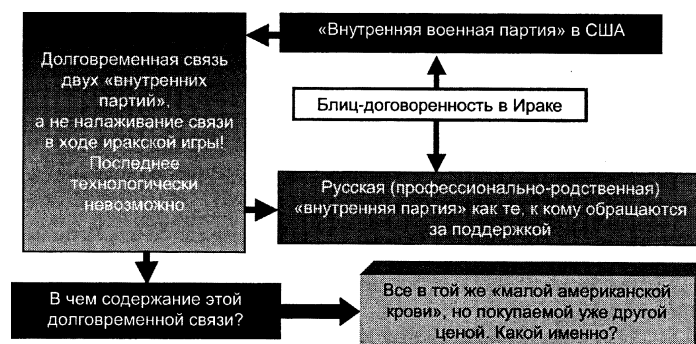 Долговременная связь
двух «внутренних
партий»,
а не налаживание связи
в ходе иракской игры!
Последнее
технологически
невозможно
«Внутренняя военная партия» в США
Блиц-договоренность в Ираке
Русская (профессионально-родственная)
«внутренняя партия» как те, к кому обращаются
за поддержкой
В чем содержание этой
долговременной связи?
Все в той же «малой американской
крови», но покупаемой уже другой
ценой. Какой именно?